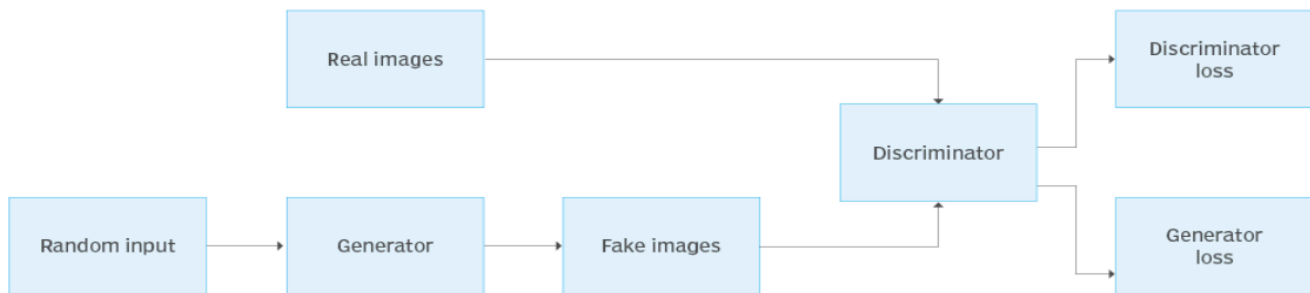 Real images
Discriminator
loss
Discriminator
Random input
Generator
Fake images
Generator
loss